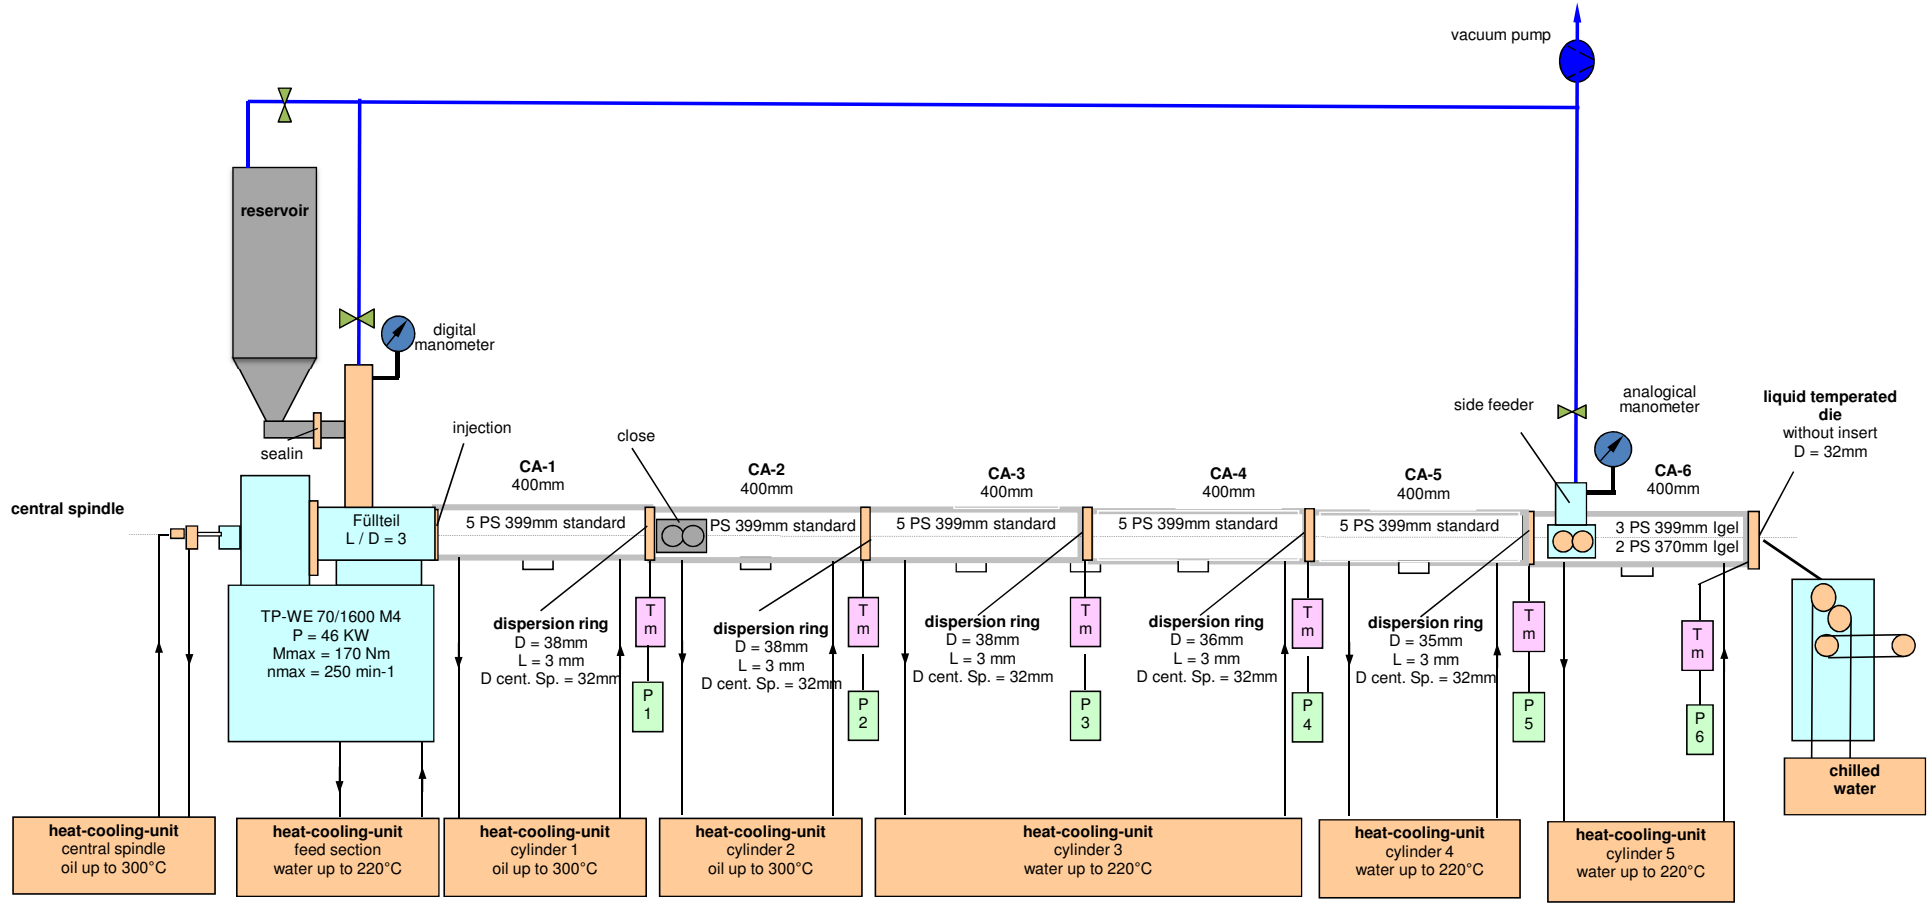 vacuum pump
reservoir
digital
manometer
sealin
injection
close
side feeder
analogical
manometer
liquid temperated
die
without insert
D = 32mm
CA-1
400mm
CA-2
400mm
CA-3
400mm
CA-4
400mm
CA-5
400mm
CA-6
400mm
central spindle
Füllteil
L / D = 3
5 PS 399mm standard
PS 399mm standard
5 PS 399mm standard
5 PS 399mm standard
5 PS 399mm standard
3 PS 399mm Igel
2 PS 370mm Igel
TP-WE 70/1600 M4
P = 46 KW
Mmax = 170 Nm
nmax = 250 min-1
dispersion ring
D = 38mm
L = 3 mm
D cent. Sp. = 32mm
T
m
P
1
dispersion ring
D = 38mm
L = 3 mm
D cent. Sp. = 32mm
T
m
P
2
dispersion ring
D = 38mm
L = 3 mm
D cent. Sp. = 32mm
T
m
P
3
dispersion ring
D = 36mm
L = 3 mm
D cent. Sp. = 32mm
T
m
P
4
dispersion ring
D = 35mm
L = 3 mm
D cent. Sp. = 32mm
T
m
P
5
T
m
P
6
chilled
water
heat-cooling-unit
central spindle
oil up to 300°C
heat-cooling-unit
feed section
water up to 220°C
heat-cooling-unit
cylinder 1
oil up to 300°C
heat-cooling-unit
cylinder 2
oil up to 300°C
heat-cooling-unit
cylinder 3
water up to 220°C
heat-cooling-unit
cylinder 4
water up to 220°C
heat-cooling-unit
cylinder 5
water up to 220°C